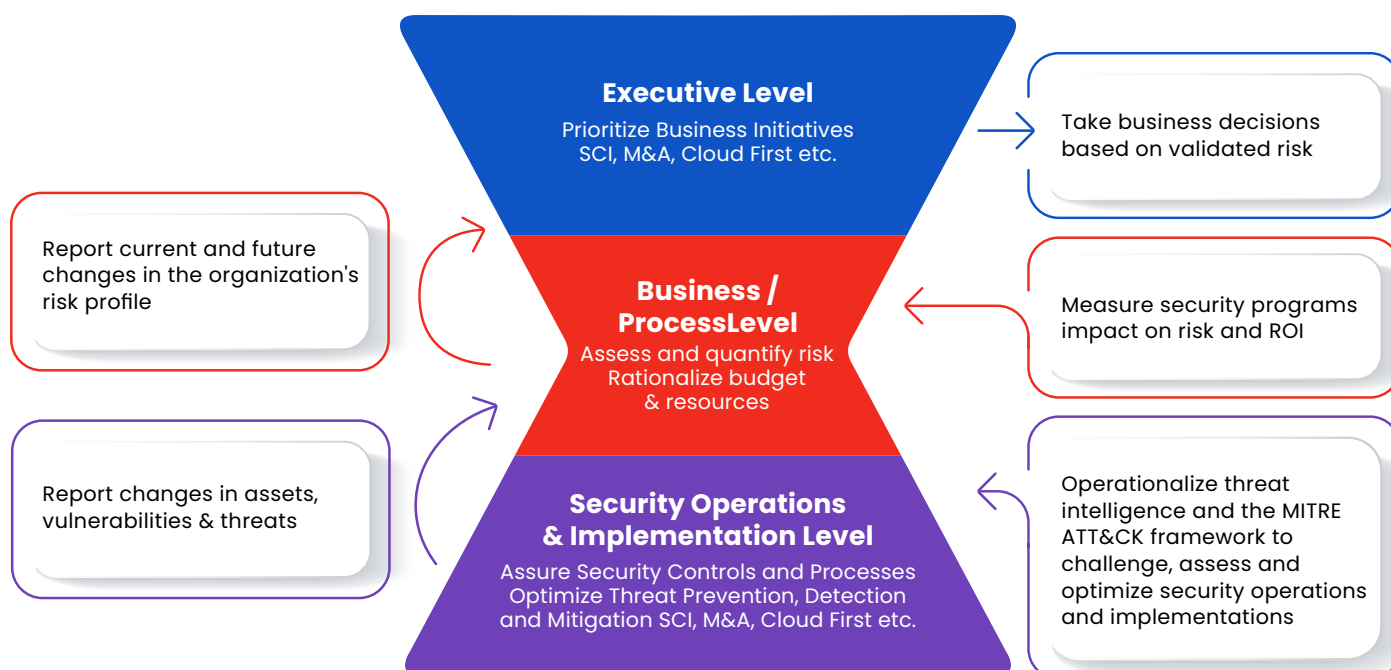 Executive Level
Prioritize Business Initiatives
SCI, M&A, Cloud First etc.
Take business decisions
based on validated risk
Report current and future
changes in the organization's
risk profile
Business /
ProcessLevel
Assess and quantify risk
Rationalize budget
& resources
Measure security programs
impact on risk and ROI
Report changes in assets,
vulnerabilities & threats
Security Operations
& Implementation Level
Assure Security Controls and Processes
Optimize Threat Prevention, Detection
and Mitigation SCI, M&A, Cloud First etc.
Operationalize threat
intelligence and the MITRE
ATT&CK framework to
challenge, assess and
optimize security operations
and implementations